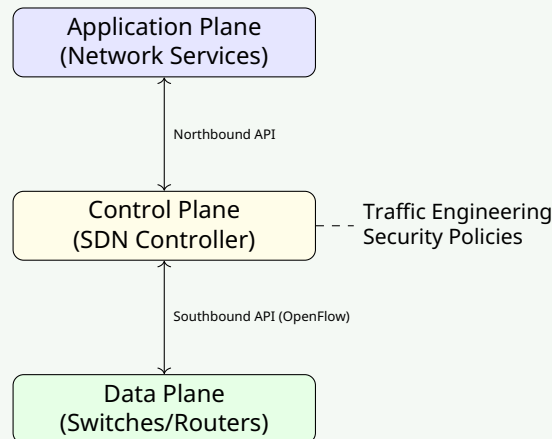 Application Plane
(Network Services)
Northbound API
Control Plane
(SDN Controller)
Traffic Engineering
Security Policies
Southbound API (OpenFlow)
Data Plane
(Switches/Routers)